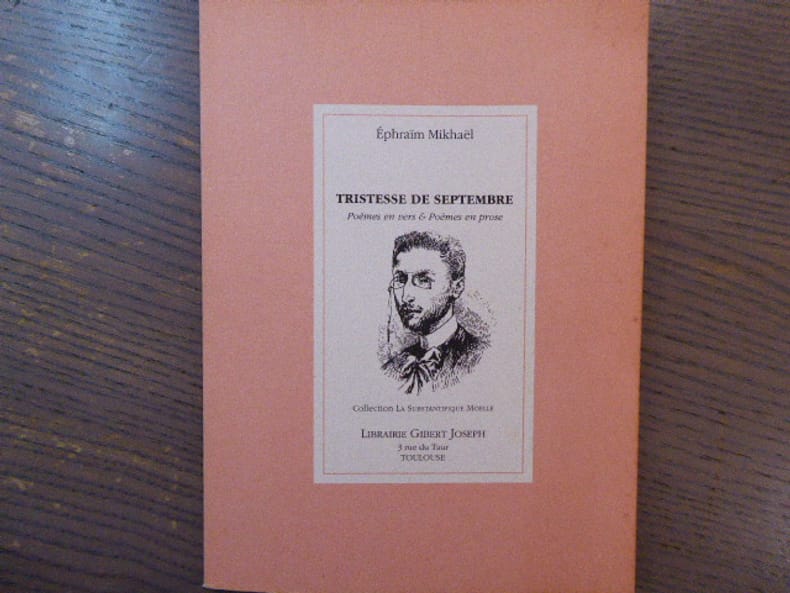 Éphraïm Mikhaël
TRISTESSE DE SEPTEMBRE
Poèmes en vers & Poèmes en prose
Collection La Substantifique Moelle
Librairie Gibert Joseph
3 rue du Taur
TOULOUSE